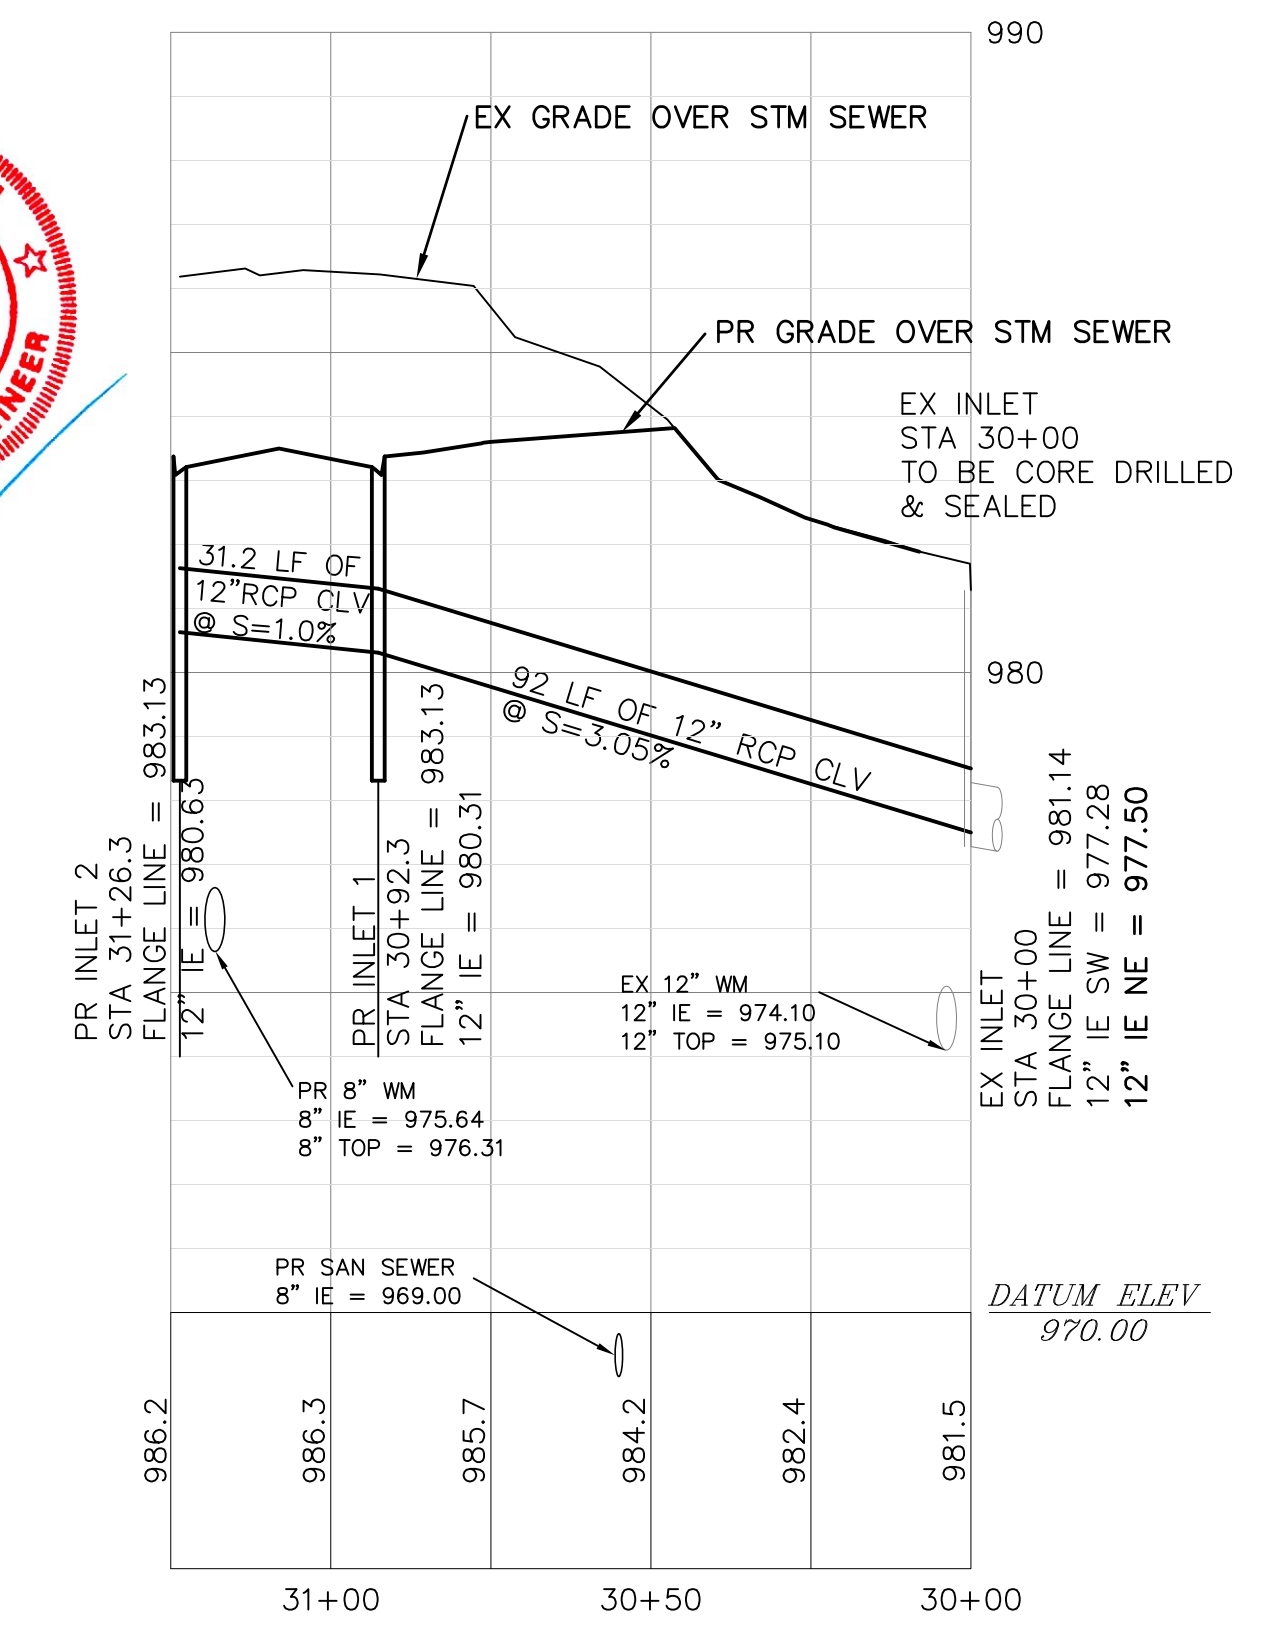 990
EX GRADE OVER STM SEWER
PR GRADE OVER STM SEWER
EX INLET
STA 30+00
TO BE CORE DRILLED
& SEALED
31.2 LF OF
12"RCP CLV
@ S=1.0%
980
92 LF OF 12" RCP CLV
@ S=3.05%
PR INLET 2
STA 31+26.3
FLANGE LINE = 983.13
12" IE = 980.63
PR INLET 1
STA 30+92.3
FLANGE LINE = 983.13
12" IE = 980.31
EX INLET
STA 30+00
FLANGE LINE = 981.14
12" IE SW = 977.28
12" IE NE = 977.50
EX 12" WM
12" IE = 974.10
12" TOP = 975.10
PR 8" WM
8" IE = 975.64
8" TOP = 976.31
PR SAN SEWER
8" IE = 969.00
DATUM ELEV
970.00
986.2
986.3
985.7
984.2
982.4
981.5
31+00
30+50
30+00